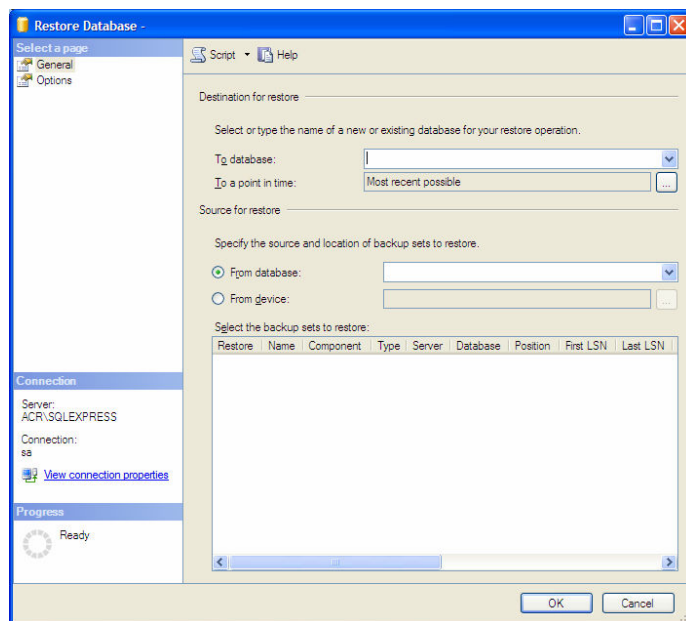 Restore Database -
Select a page
General
Options
Script
Help
Destination for restore
Select or type the name of a new or existing database for your restore operation.
To database:
To a point in time:
Most recent possible
...
Source for restore
Specify the source and location of backup sets to restore.
From database:
From device:
...
Select the backup sets to restore:
Restore Name Component Type Server Database Position First LSN Last LSN
Connection
Server:
ACR\SQLEXPRESS
Connection:
sa
View connection properties
Progress
Ready
OK
Cancel